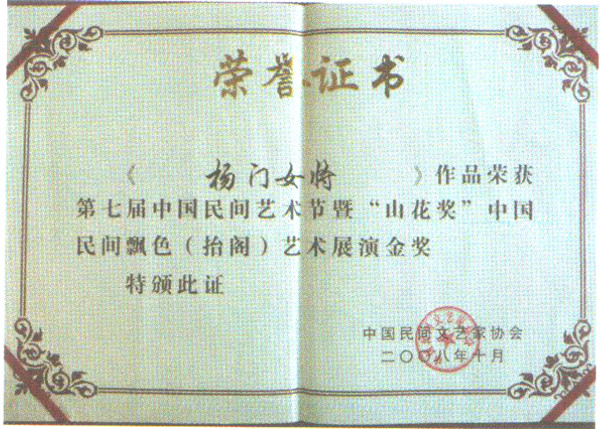 荣誉证书
《 杨门女将 》作品荣获
第七届中国民间艺术节暨“山花奖”中国
民间飘色（抬阁）艺术展演金奖
特颁此证
中国民间文艺家协会
二〇〇八年十月